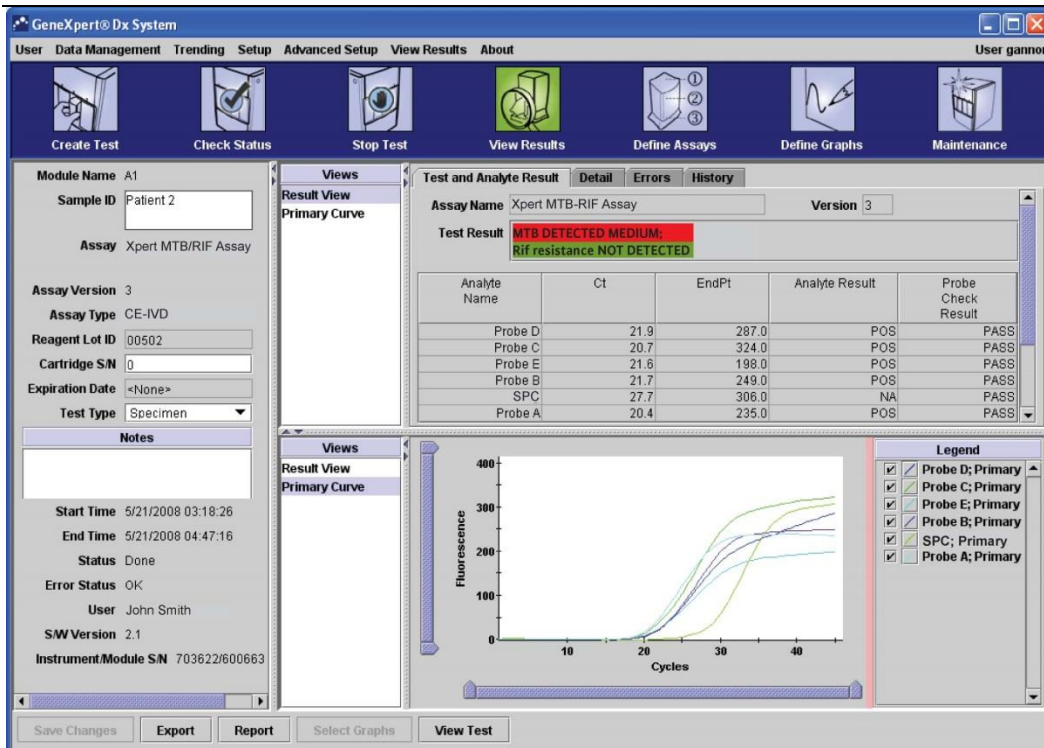 GeneXpert® Dx System
User Data Management Trending Setup Advanced Setup View Results About User gannor
Create Test Check Status Stop Test View Results Define Assays Define Graphs Maintenance
Module Name A1
Sample ID Patient 2
Assay Xpert MTB/RIF Assay
Assay Version 3
Assay Type CE-IVD
Reagent Lot ID 00502
Cartridge S/N 0
Expiration Date <None>
Test Type Specimen
Notes
Start Time 5/21/2008 03:18:26
End Time 5/21/2008 04:47:16
Status Done
Error Status OK
User John Smith
S/W Version 2.1
Instrument/Module S/N 703622/600663
Views
Result View
Primary Curve
Test and Analyte Result Detail Errors History
Assay Name Xpert MTB-RIF Assay Version 3
Test Result MTB DETECTED MEDIUM;
Rif resistance NOT DETECTED
Analyte Ct EndPt Analyte Result Probe
Name Check
Result
Probe D 21.9 287.0 POS PASS
Probe C 20.7 324.0 POS PASS
Probe E 21.6 198.0 POS PASS
Probe B 21.7 249.0 POS PASS
SPC 27.7 306.0 NA PASS
Probe A 20.4 235.0 POS PASS
Views
Result View
Primary Curve
400
300
200
100
0
Fluorescence
10 20 30 40
Cycles
Legend
Probe D; Primary
Probe C; Primary
Probe E; Primary
Probe B; Primary
SPC; Primary
Probe A; Primary
Save Changes Export Report Select Graphs View Test